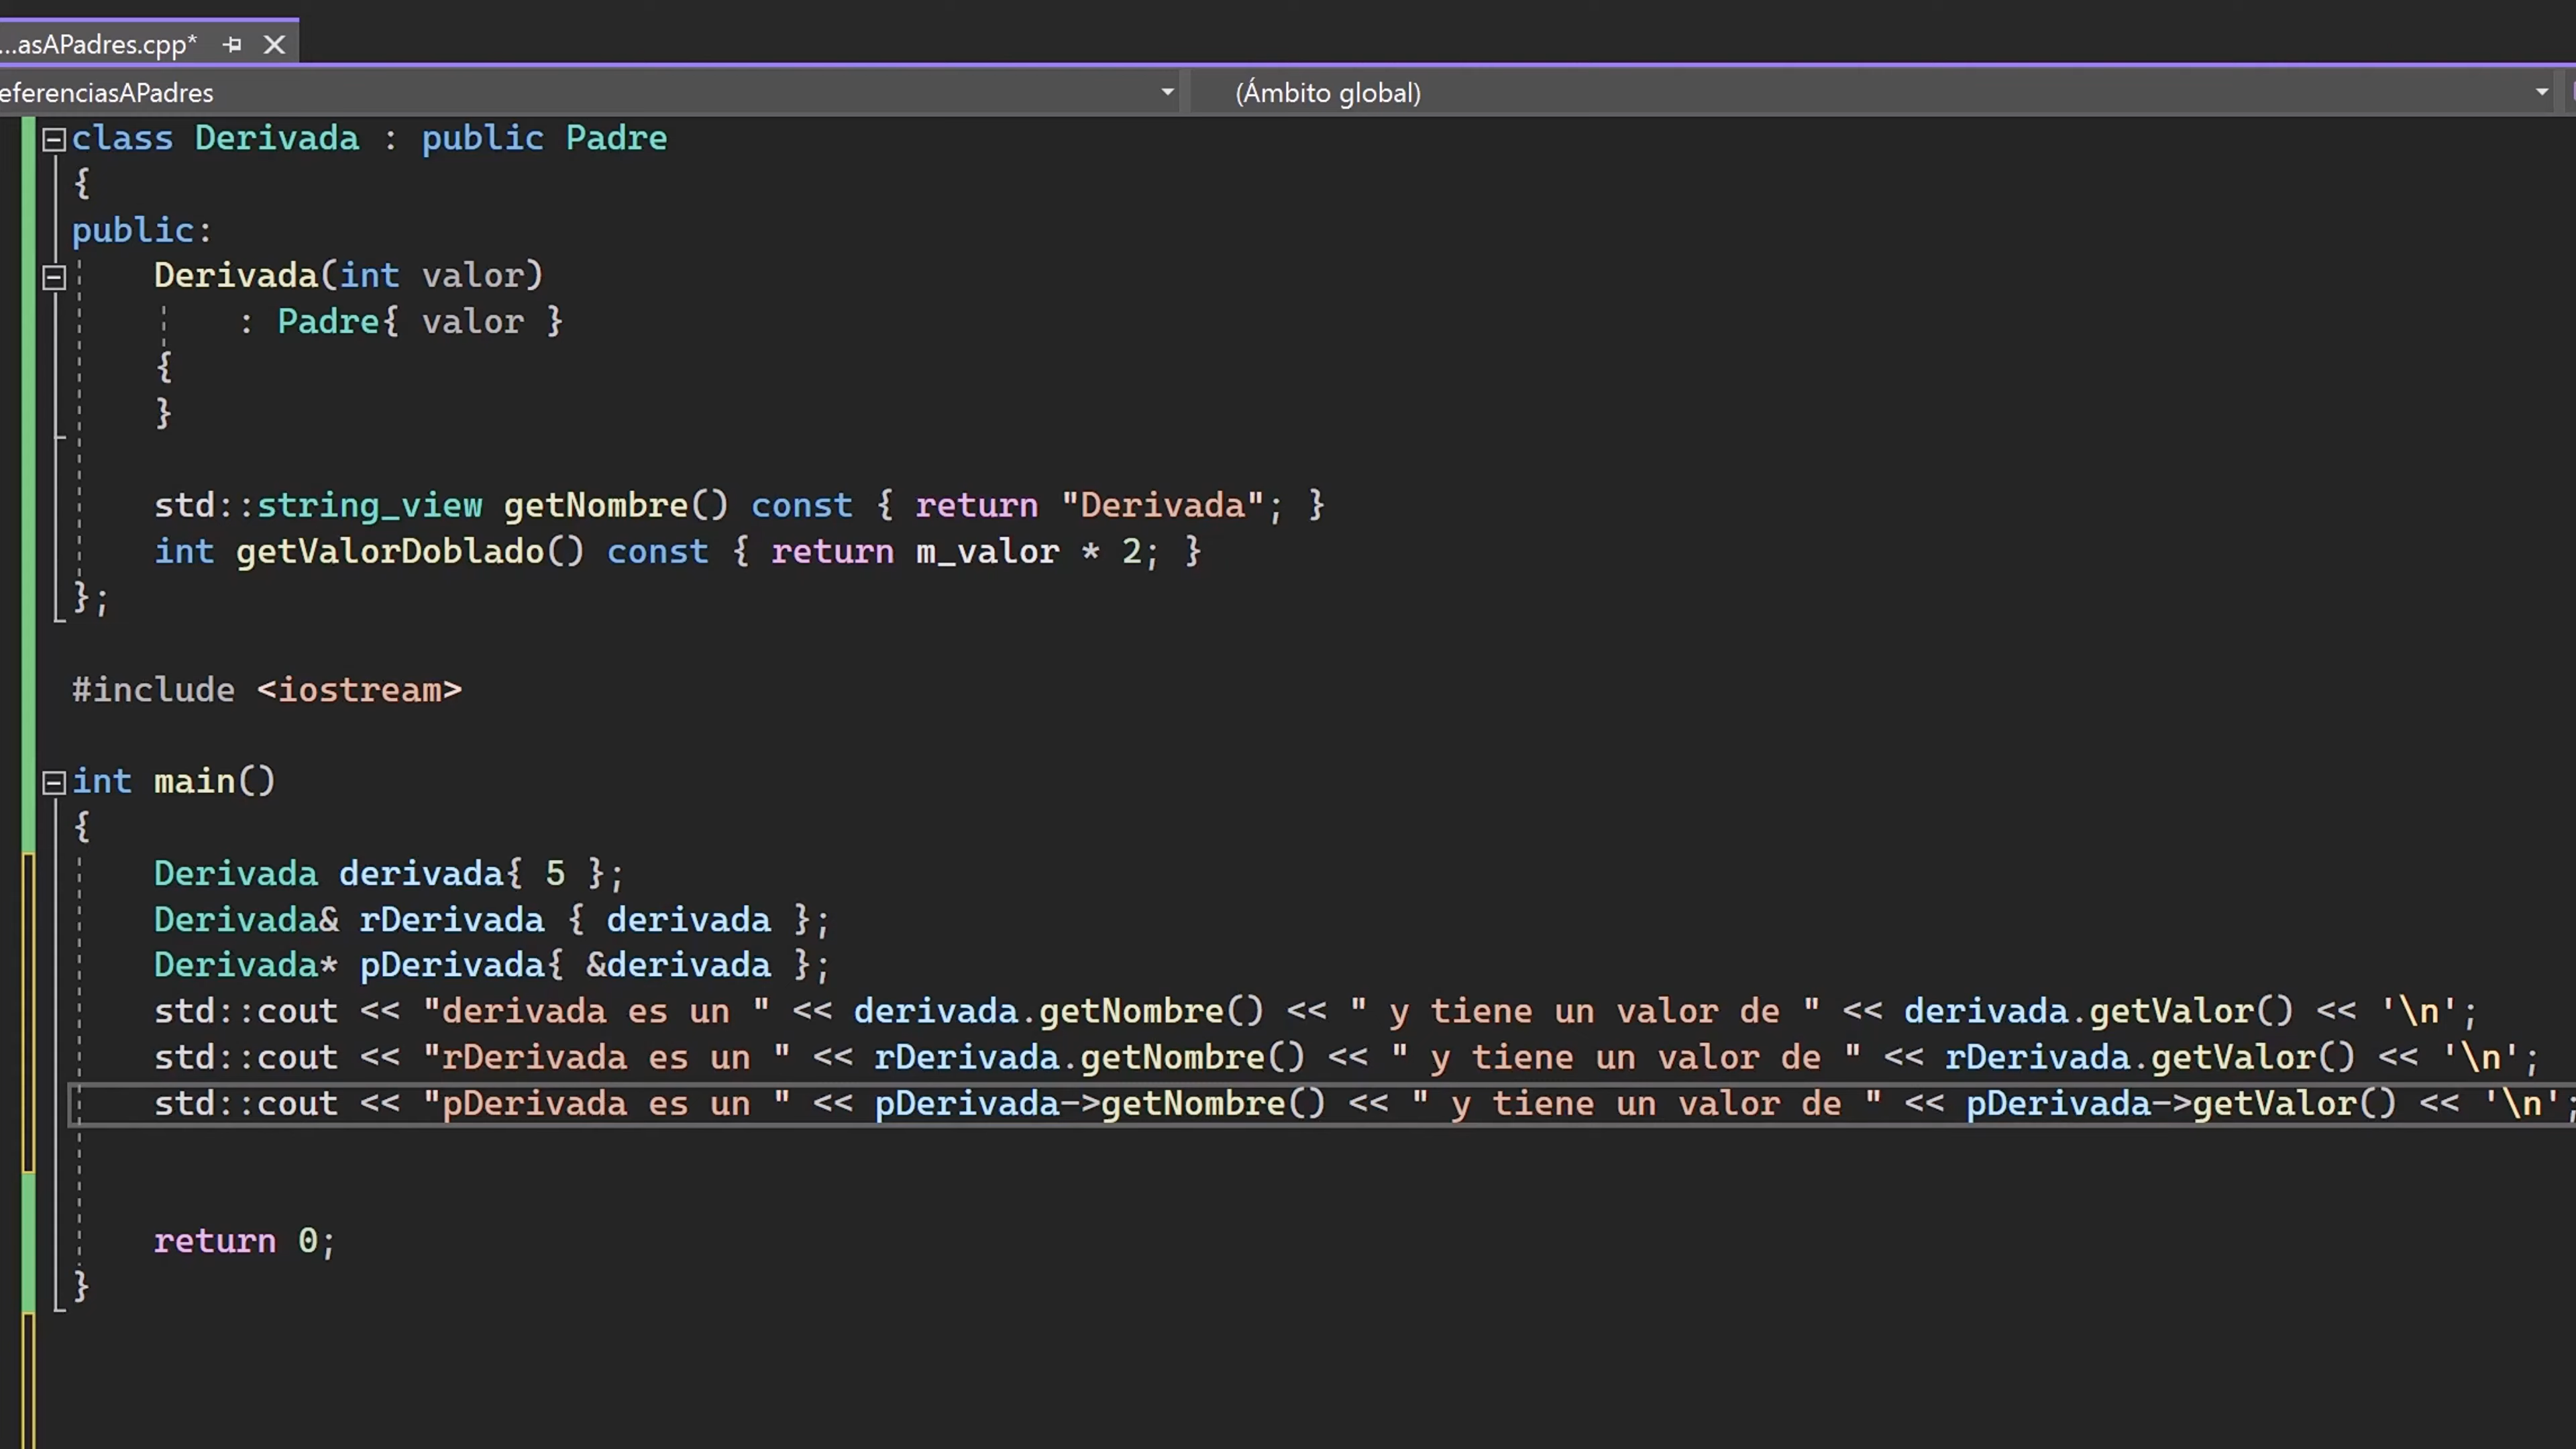 ...asAPadres.cpp*
eferenciasAPadres
(Ámbito global)
class Derivada : public Padre
{
public:
    Derivada(int valor)
        : Padre{ valor }
    {
    }
    std::string_view getNombre() const { return "Derivada"; }
    int getValorDoblado() const { return m_valor * 2; }
};
#include <iostream>
int main()
{
    Derivada derivada{ 5 };
    Derivada& rDerivada { derivada };
    Derivada* pDerivada{ &derivada };
    std::cout << "derivada es un " << derivada.getNombre() << " y tiene un valor de " << derivada.getValor() << '\n';
    std::cout << "rDerivada es un " << rDerivada.getNombre() << " y tiene un valor de " << rDerivada.getValor() << '\n';
    std::cout << "pDerivada es un " << pDerivada->getNombre() << " y tiene un valor de " << pDerivada->getValor() << '\n';
    return 0;
}